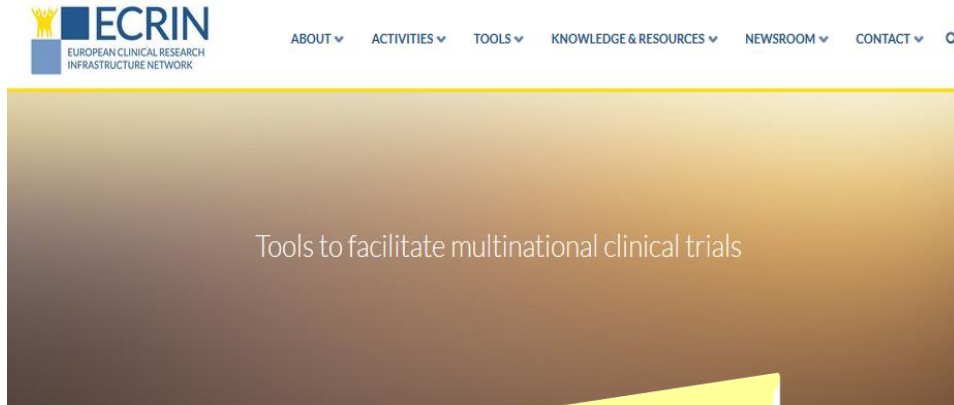 ECRIN
EUROPEAN CLINICAL RESEARCH
INFRASTRUCTURE NETWORK
ABOUT ACTIVITIES TOOLS KNOWLEDGE & RESOURCES NEWSROOM CONTACT
Tools to facilitate multinational clinical trials